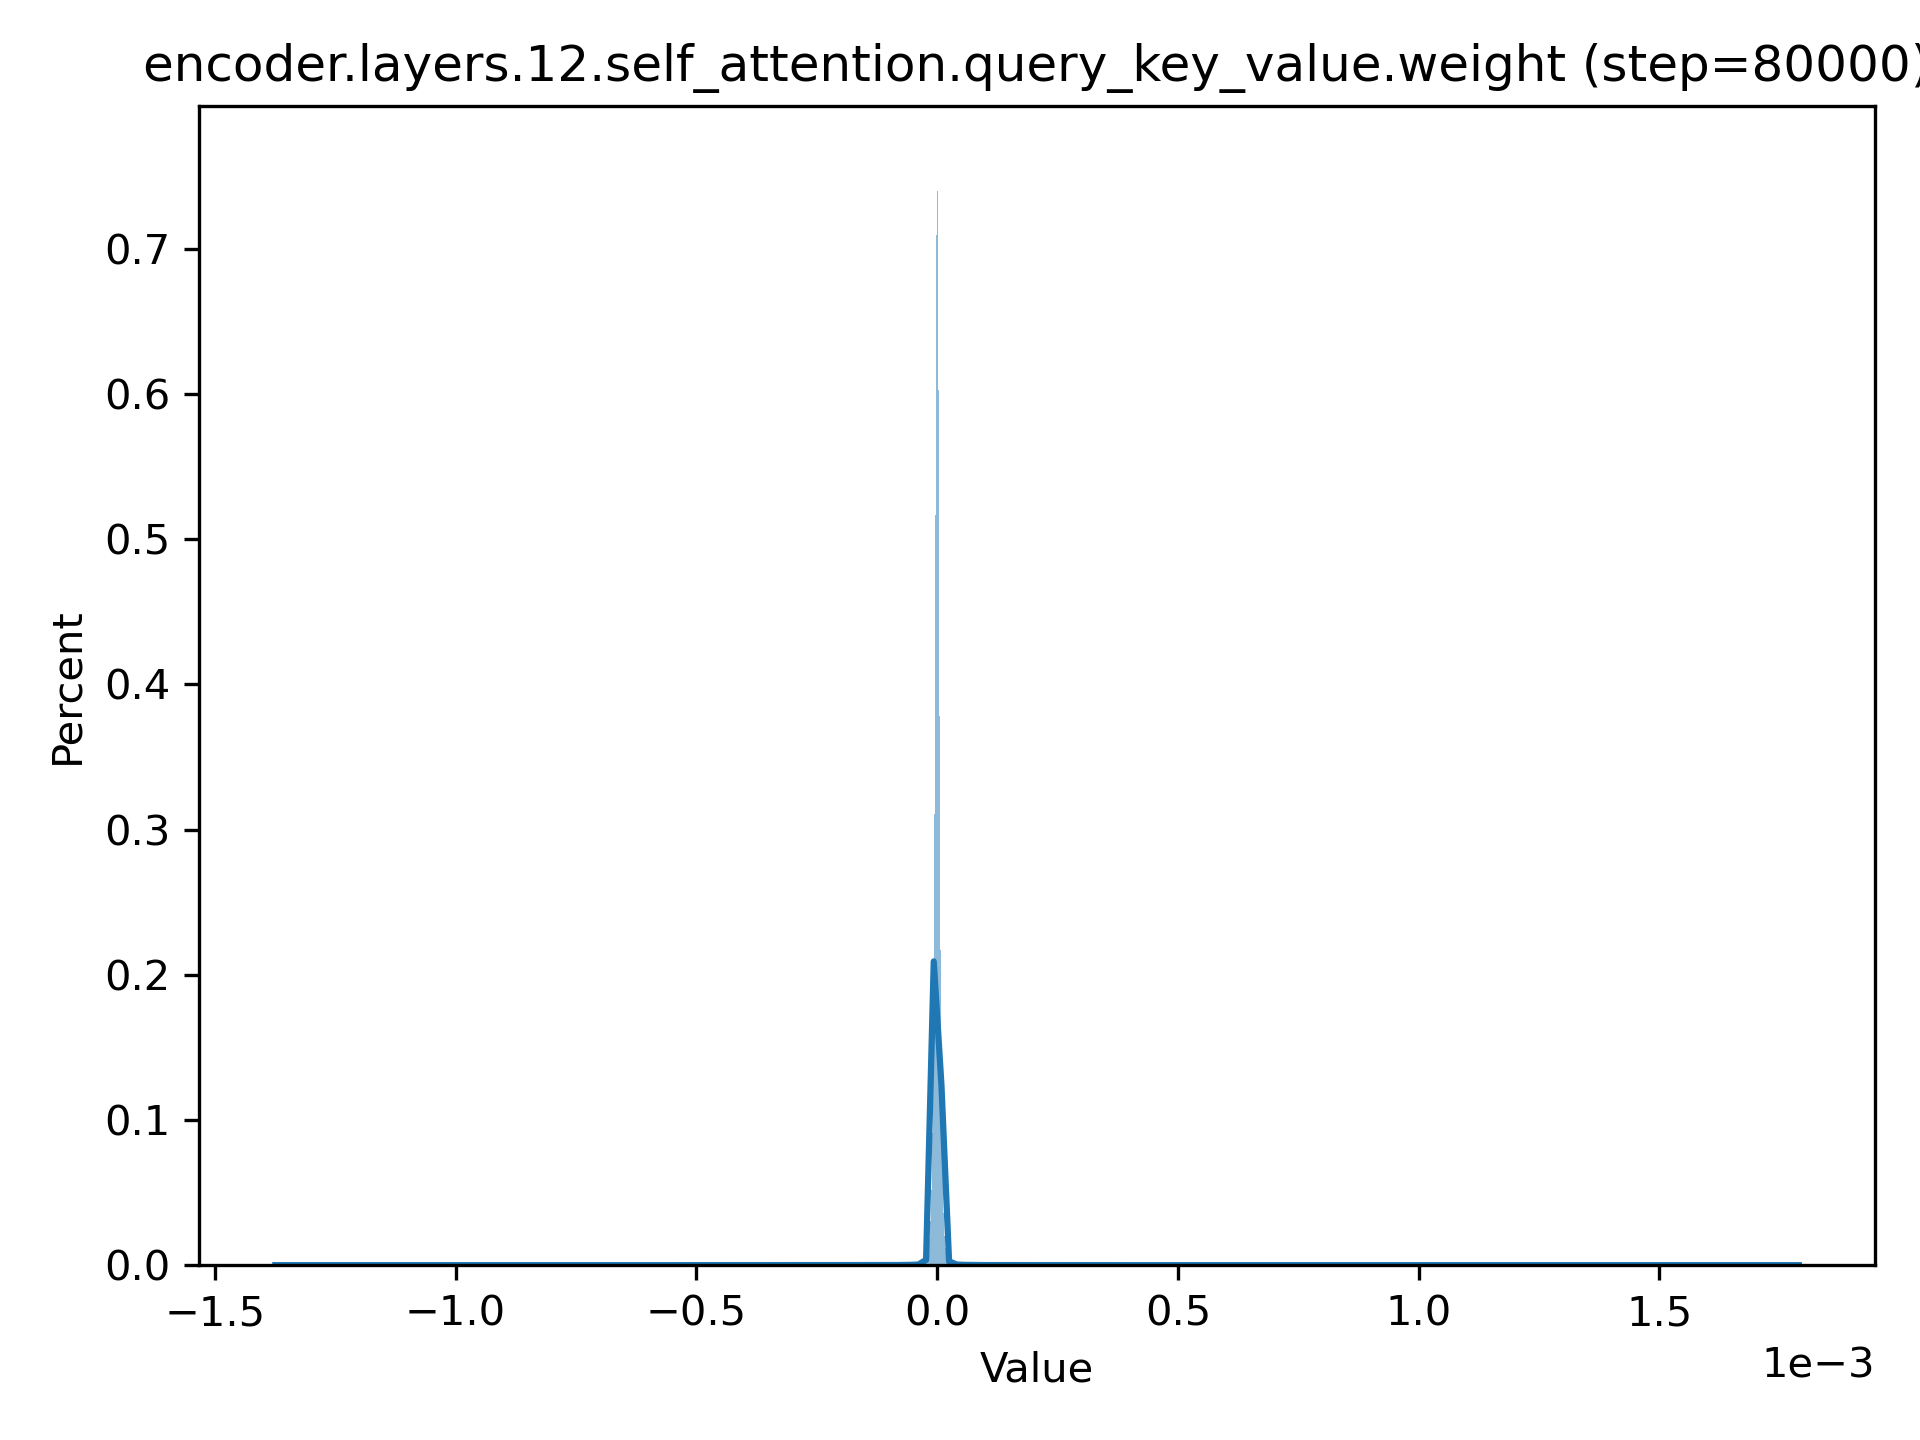 encoder.layers.12.self_attention.query_key_value.weight (step=80000)
0.7
0.6
0.5
0.4
0.3
0.2
0.1
0.0
Percent
−1.5 −1.0 −0.5 0.0 0.5 1.0 1.5
Value
1e−3